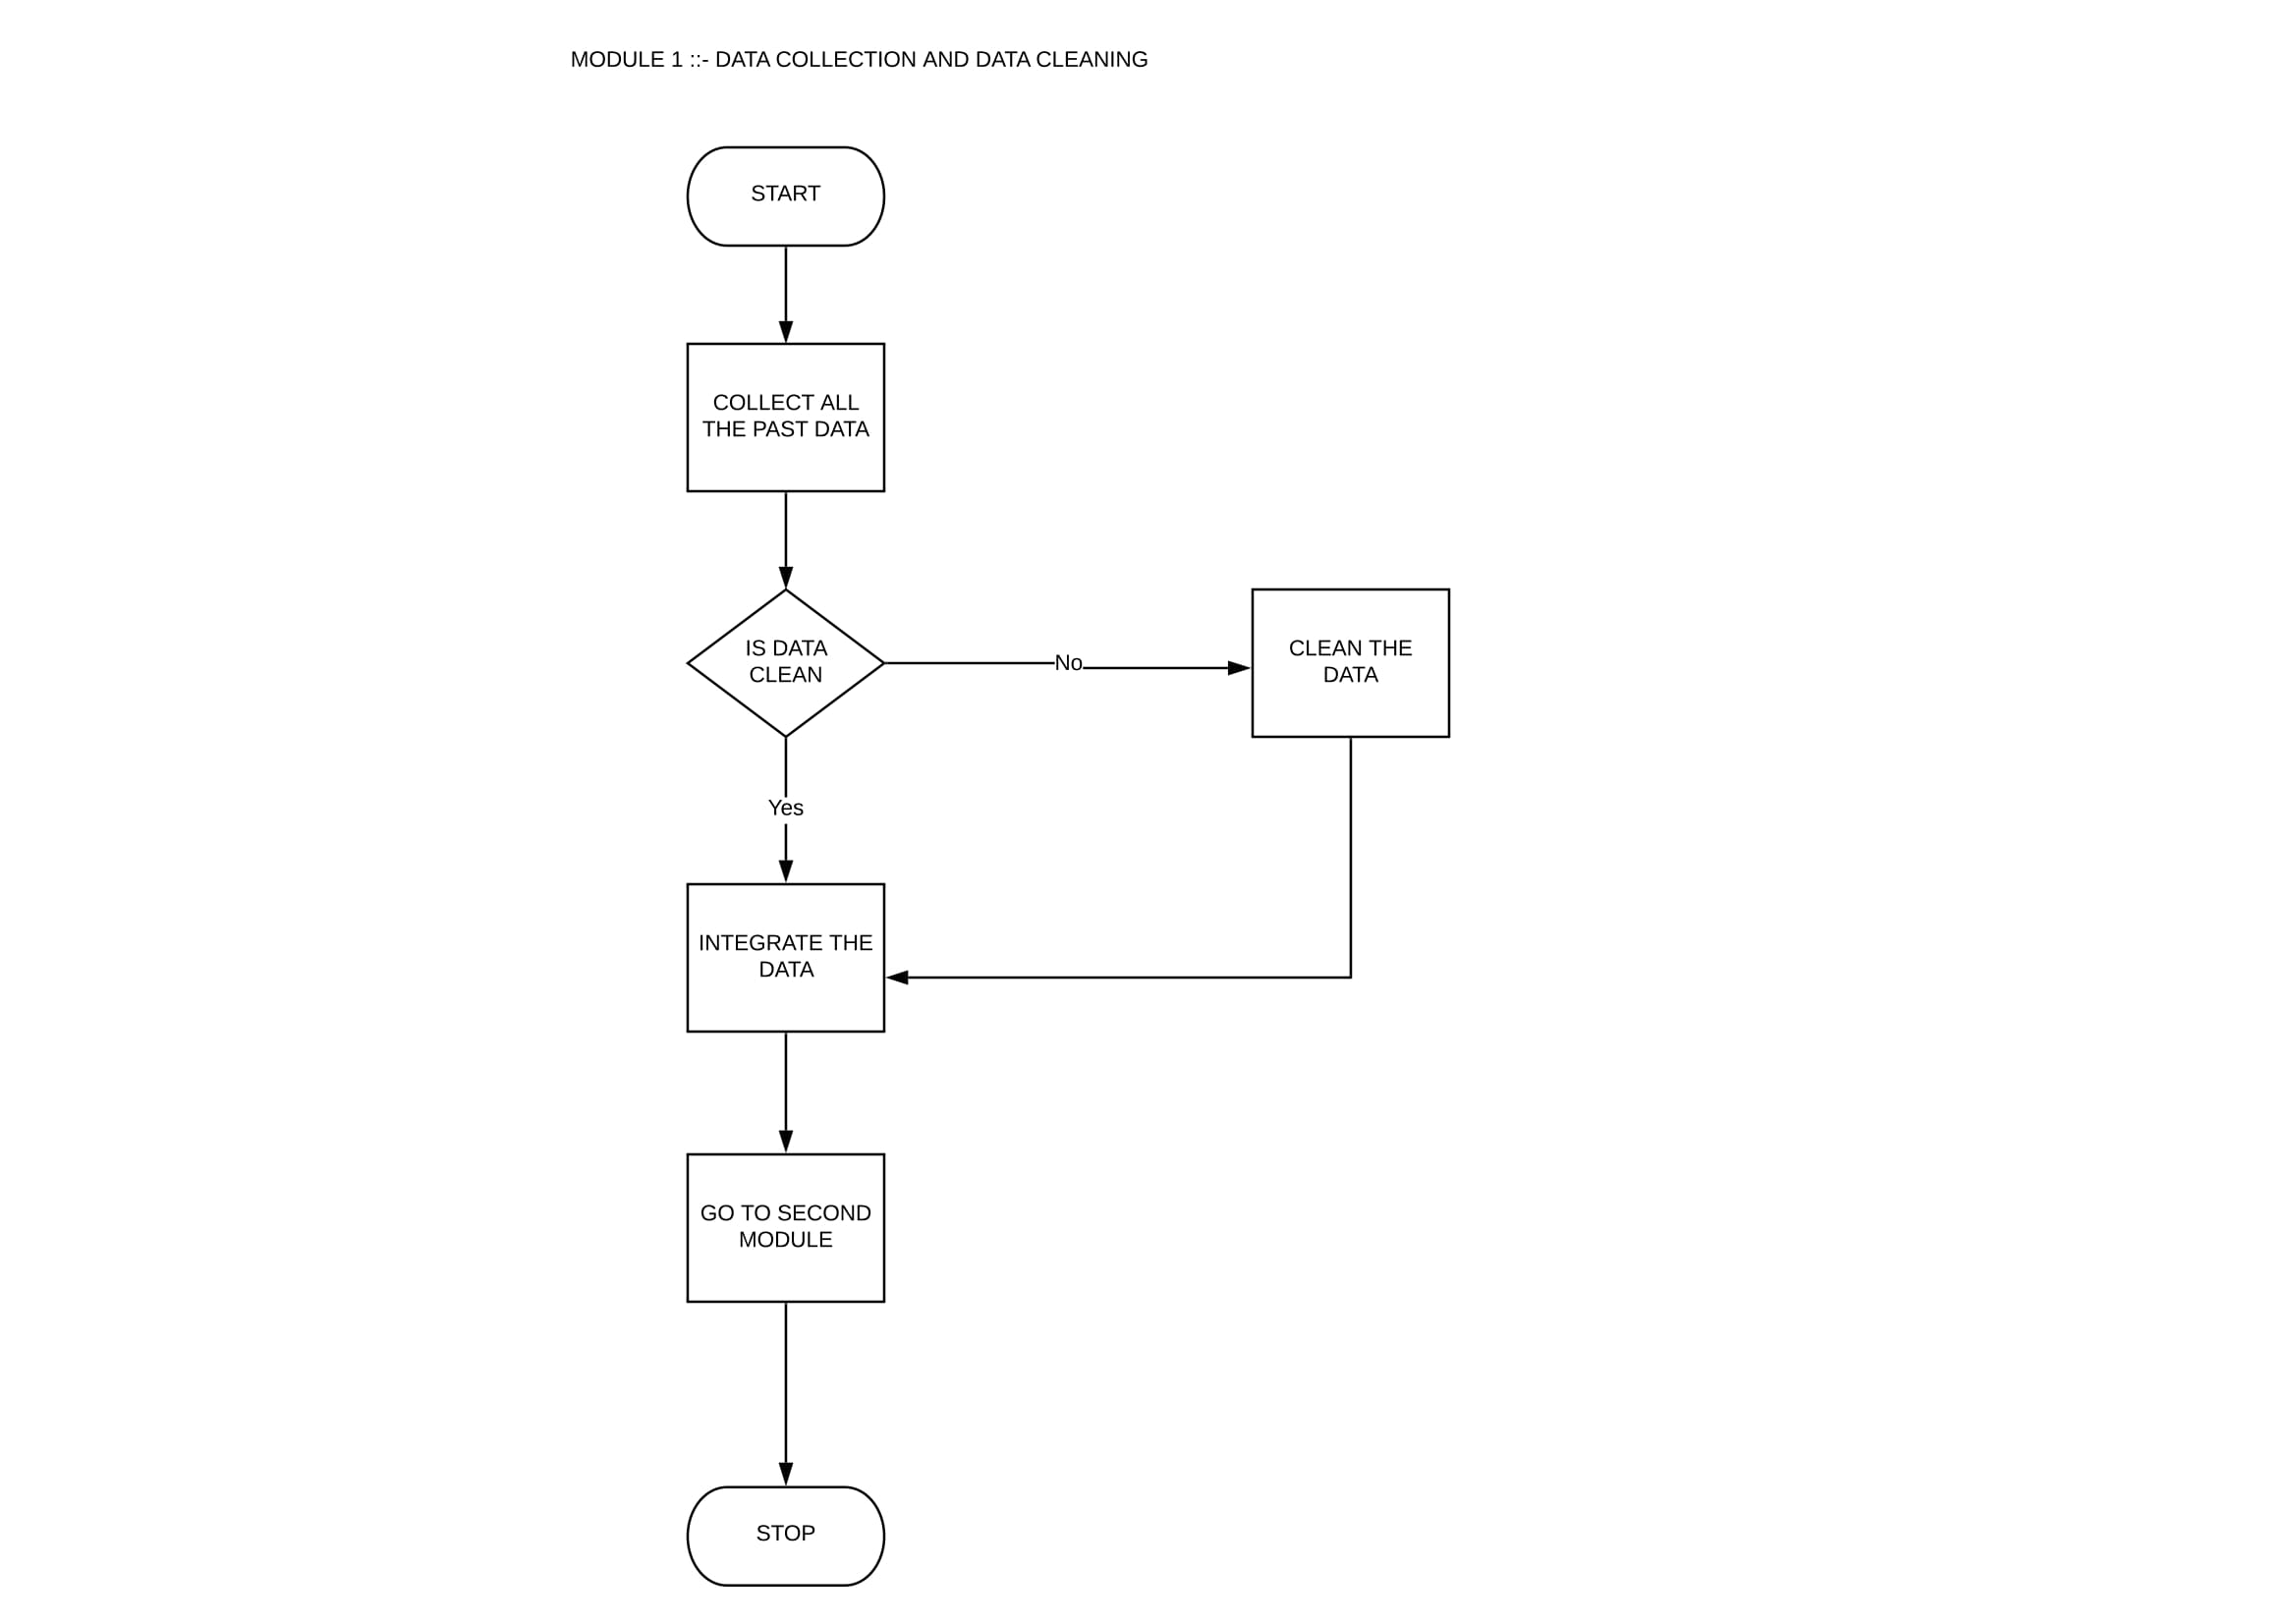 MODULE 1 ::- DATA COLLECTION AND DATA CLEANING
START
COLLECT ALL
THE PAST DATA
IS DATA
CLEAN
No
CLEAN THE
DATA
Yes
INTEGRATE THE
DATA
GO TO SECOND
MODULE
STOP